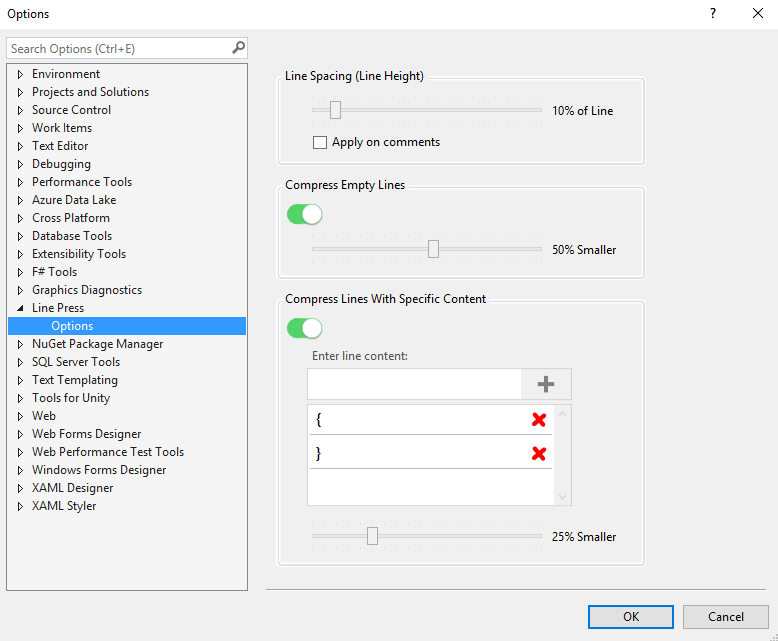 Options
?
Search Options (Ctrl+E)
Environment
Projects and Solutions
Source Control
Work Items
Text Editor
Debugging
Performance Tools
Azure Data Lake
Cross Platform
Database Tools
Extensibility Tools
F# Tools
Graphics Diagnostics
Line Press
Options
NuGet Package Manager
SQL Server Tools
Text Templating
Tools for Unity
Web
Web Forms Designer
Web Performance Test Tools
Windows Forms Designer
XAML Designer
XAML Styler
Line Spacing (Line Height)
10% of Line
Apply on comments
Compress Empty Lines
50% Smaller
Compress Lines With Specific Content
Enter line content:
{
}
25% Smaller
OK
Cancel